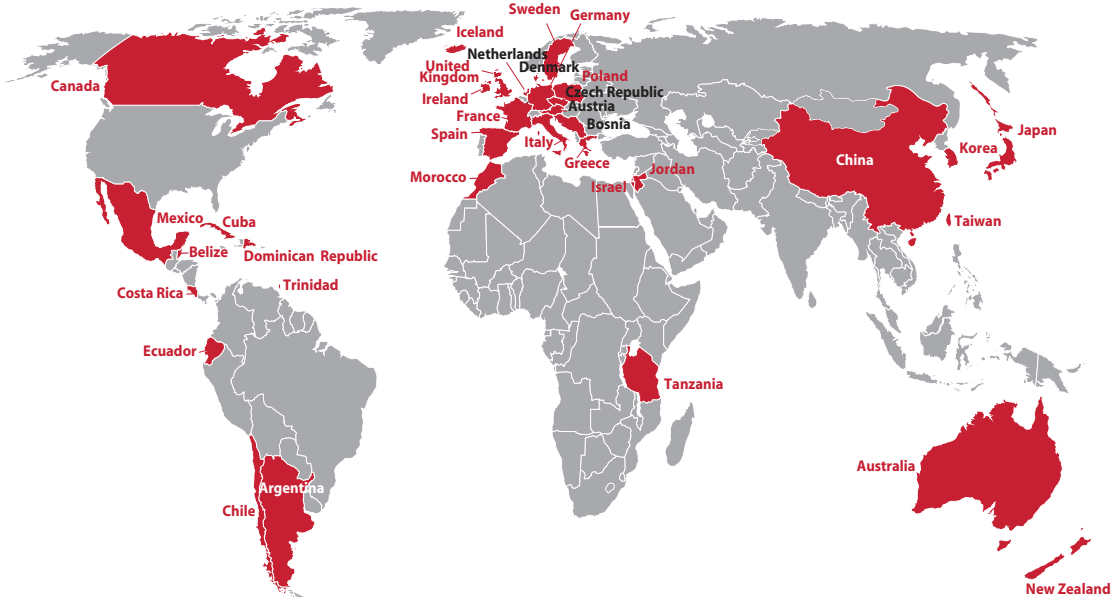 Sweden
Germany
Iceland
Netherlands
Denmark
United
Kingdom
Poland
Canada
Czech Republic
Ireland
Austria
France
Bosnia
Spain
Japan
Italy
Korea
China
Greece
Jordan
Morocco
Israel
Mexico
Cuba
Taiwan
Belize
Dominican Republic
Trinidad
Costa Rica
Ecuador
Tanzania
Australia
Argentina
Chile
New Zealand